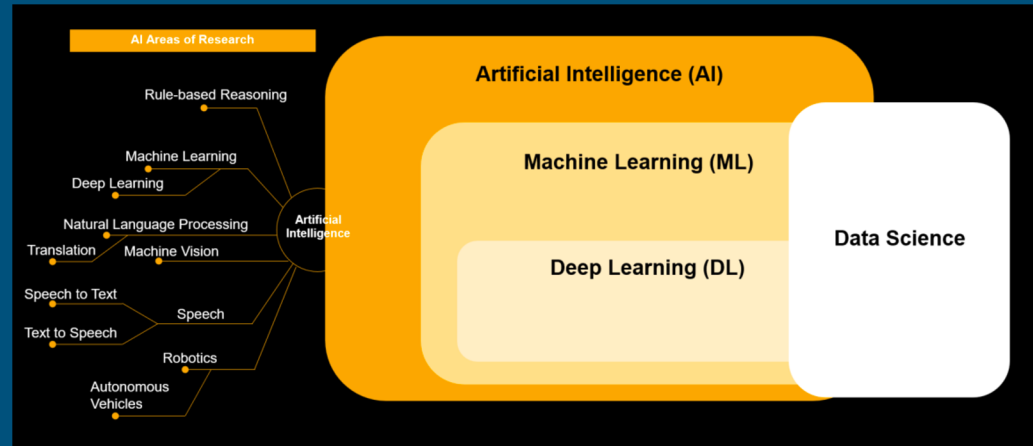 AI Areas of Research
Rule-based Reasoning
Machine Learning
Deep Learning
Natural Language Processing
Translation
Machine Vision
Speech to Text
Speech
Text to Speech
Robotics
Autonomous
Vehicles
Artificial
Intelligence
Artificial Intelligence (AI)
Machine Learning (ML)
Deep Learning (DL)
Data Science